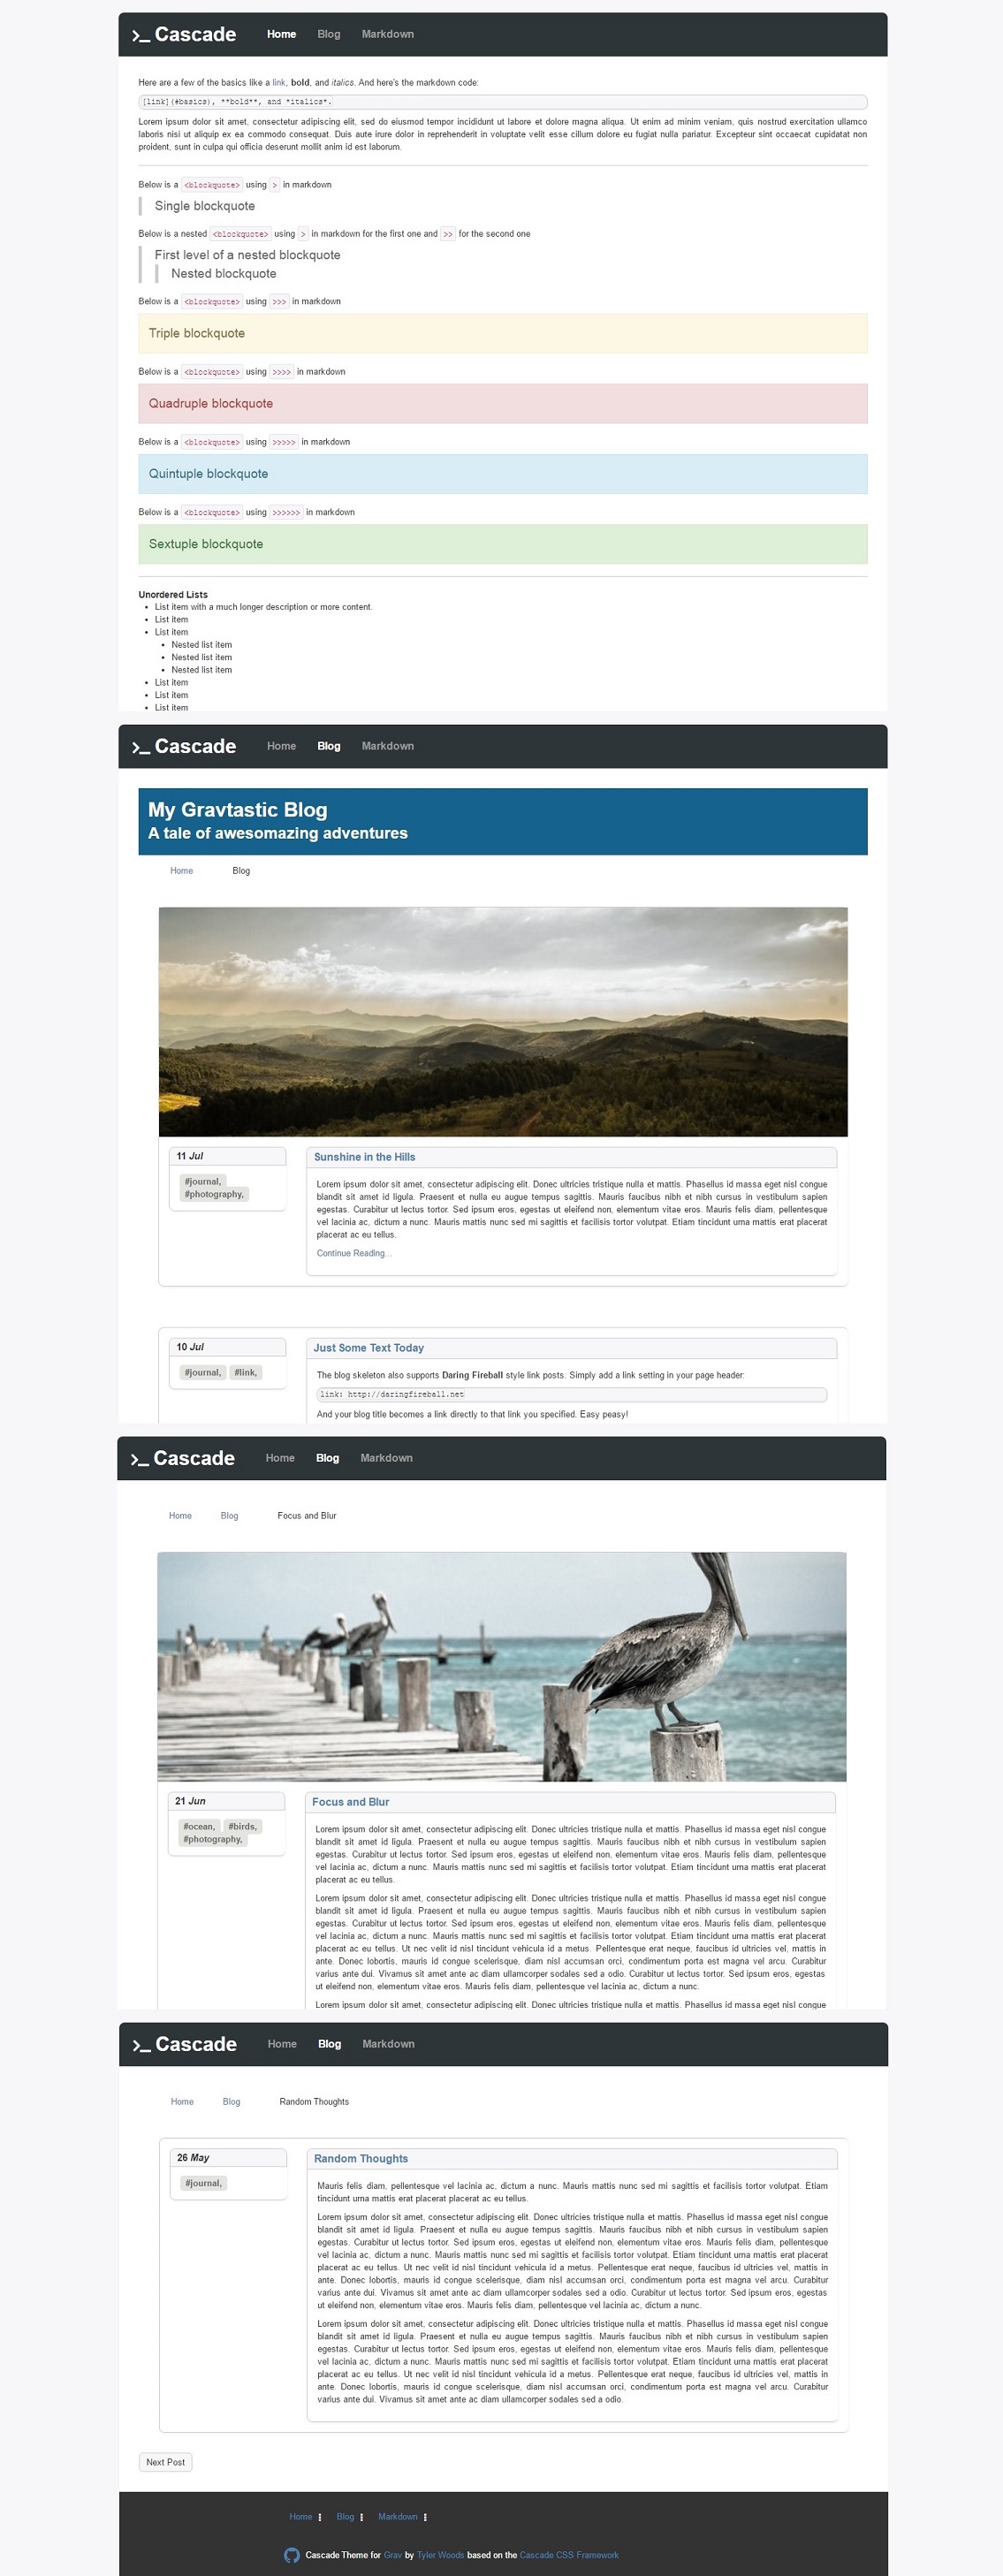 >_ Cascade Home Blog Markdown
Here are a few of the basics like a link, bold, and italics. And here's the markdown code:
[link](#basics), **bold**, and *italics*.
Lorem ipsum dolor sit amet, consectetur adipiscing elit, sed do eiusmod tempor incididunt ut labore et dolore magna aliqua. Ut enim ad minim veniam, quis nostrud exercitation ullamco
laboris nisi ut aliquip ex ea commodo consequat. Duis aute irure dolor in reprehenderit in voluptate velit esse cillum dolore eu fugiat nulla pariatur. Excepteur sint occaecat cupidatat non
proident, sunt in culpa qui officia deserunt mollit anim id est laborum.
Below is a <blockquote> using > in markdown
Single blockquote
Below is a nested <blockquote> using > in markdown for the first one and >> for the second one
First level of a nested blockquote
Nested blockquote
Below is a <blockquote> using >>> in markdown
Triple blockquote
Below is a <blockquote> using >>>> in markdown
Quadruple blockquote
Below is a <blockquote> using >>>>> in markdown
Quintuple blockquote
Below is a <blockquote> using >>>>>> in markdown
Sextuple blockquote
Unordered Lists
• List item with a much longer description or more content.
• List item
• List item
• Nested list item
• Nested list item
• Nested list item
• List item
• List item
• List item
>_ Cascade Home Blog Markdown
My Gravtastic Blog
A tale of awesomazing adventures
Home Blog
11 Jul
#journal,
#photography,
Sunshine in the Hills
Lorem ipsum dolor sit amet, consectetur adipiscing elit. Donec ultricies tristique nulla et mattis. Phasellus id massa eget nisl congue
blandit sit amet id ligula. Praesent et nulla eu augue tempus sagittis. Mauris faucibus nibh et nibh cursus in vestibulum sapien
egestas. Curabitur ut lectus tortor. Sed ipsum eros, egestas ut eleifend non, elementum vitae eros. Mauris felis diam, pellentesque
vel lacinia ac, dictum a nunc. Mauris mattis nunc sed mi sagittis et facilisis tortor volutpat. Etiam tincidunt urna mattis erat placerat
placerat ac eu tellus.
Continue Reading...
10 Jul
#journal, #link,
Just Some Text Today
The blog skeleton also supports Daring Fireball style link posts. Simply add a link setting in your page header:
link: http://daringfireball.net
And your blog title becomes a link directly to that link you specified. Easy peasy!
>_ Cascade Home Blog Markdown
Home Blog Focus and Blur
21 Jun
#ocean, #birds,
#photography,
Focus and Blur
Lorem ipsum dolor sit amet, consectetur adipiscing elit. Donec ultricies tristique nulla et mattis. Phasellus id massa eget nisl congue
blandit sit amet id ligula. Praesent et nulla eu augue tempus sagittis. Mauris faucibus nibh et nibh cursus in vestibulum sapien
egestas. Curabitur ut lectus tortor. Sed ipsum eros, egestas ut eleifend non, elementum vitae eros. Mauris felis diam, pellentesque
vel lacinia ac, dictum a nunc. Mauris mattis nunc sed mi sagittis et facilisis tortor volutpat. Etiam tincidunt urna mattis erat placerat
placerat ac eu tellus.
Lorem ipsum dolor sit amet, consectetur adipiscing elit. Donec ultricies tristique nulla et mattis. Phasellus id massa eget nisl congue
blandit sit amet id ligula. Praesent et nulla eu augue tempus sagittis. Mauris faucibus nibh et nibh cursus in vestibulum sapien
egestas. Curabitur ut lectus tortor. Sed ipsum eros, egestas ut eleifend non, elementum vitae eros. Mauris felis diam, pellentesque
vel lacinia ac, dictum a nunc. Mauris mattis nunc sed mi sagittis et facilisis tortor volutpat. Etiam tincidunt urna mattis erat placerat
placerat ac eu tellus. Ut nec velit id nisl tincidunt vehicula id a metus. Pellentesque erat neque, faucibus id ultricies vel, mattis in
ante. Donec lobortis, mauris id congue scelerisque, diam nisl accumsan orci, condimentum porta est magna vel arcu. Curabitur
varius ante dui. Vivamus sit amet ante ac diam ullamcorper sodales sed a odio. Curabitur ut lectus tortor. Sed ipsum eros, egestas
ut eleifend non, elementum vitae eros. Mauris felis diam, pellentesque vel lacinia ac, dictum a nunc.
Lorem ipsum dolor sit amet, consectetur adipiscing elit. Donec ultricies tristique nulla et mattis. Phasellus id massa eget nisl congue
>_ Cascade Home Blog Markdown
Home Blog Random Thoughts
26 May
#journal,
Random Thoughts
Mauris felis diam, pellentesque vel lacinia ac, dictum a nunc. Mauris mattis nunc sed mi sagittis et facilisis tortor volutpat. Etiam
tincidunt urna mattis erat placerat placerat ac eu tellus.
Lorem ipsum dolor sit amet, consectetur adipiscing elit. Donec ultricies tristique nulla et mattis. Phasellus id massa eget nisl congue
blandit sit amet id ligula. Praesent et nulla eu augue tempus sagittis. Mauris faucibus nibh et nibh cursus in vestibulum sapien
egestas. Curabitur ut lectus tortor. Sed ipsum eros, egestas ut eleifend non, elementum vitae eros. Mauris felis diam, pellentesque
vel lacinia ac, dictum a nunc. Mauris mattis nunc sed mi sagittis et facilisis tortor volutpat. Etiam tincidunt urna mattis erat placerat
placerat ac eu tellus. Ut nec velit id nisl tincidunt vehicula id a metus. Pellentesque erat neque, faucibus id ultricies vel, mattis in
ante. Donec lobortis, mauris id congue scelerisque, diam nisl accumsan orci, condimentum porta est magna vel arcu. Curabitur
varius ante dui. Vivamus sit amet ante ac diam ullamcorper sodales sed a odio. Curabitur ut lectus tortor. Sed ipsum eros, egestas
ut eleifend non, elementum vitae eros. Mauris felis diam, pellentesque vel lacinia ac, dictum a nunc.
Lorem ipsum dolor sit amet, consectetur adipiscing elit. Donec ultricies tristique nulla et mattis. Phasellus id massa eget nisl congue
blandit sit amet id ligula. Praesent et nulla eu augue tempus sagittis. Mauris faucibus nibh et nibh cursus in vestibulum sapien
egestas. Curabitur ut lectus tortor. Sed ipsum eros, egestas ut eleifend non, elementum vitae eros. Mauris felis diam, pellentesque
vel lacinia ac, dictum a nunc. Mauris mattis nunc sed mi sagittis et facilisis tortor volutpat. Etiam tincidunt urna mattis erat placerat
placerat ac eu tellus. Ut nec velit id nisl tincidunt vehicula id a metus. Pellentesque erat neque, faucibus id ultricies vel, mattis in
ante. Donec lobortis, mauris id congue scelerisque, diam nisl accumsan orci, condimentum porta est magna vel arcu. Curabitur
varius ante dui. Vivamus sit amet ante ac diam ullamcorper sodales sed a odio.
Next Post
Home Blog Markdown
Cascade Theme for Grav by Tyler Woods based on the Cascade CSS Framework